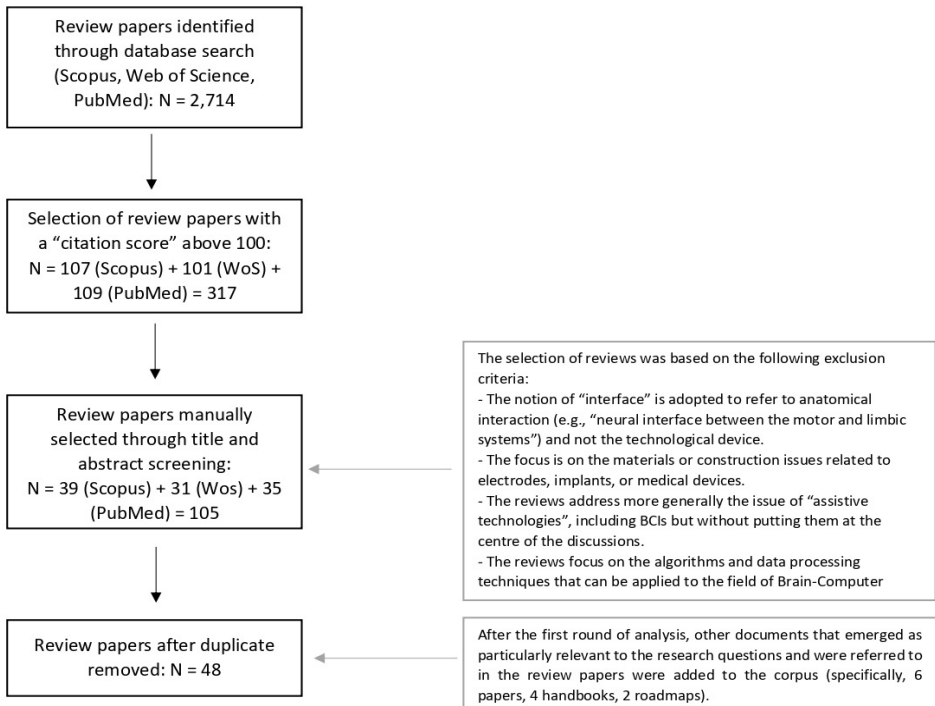 Review papers identified
through database search
(Scopus, Web of Science,
PubMed): N = 2,714
Selection of review papers with
a “citation score” above 100:
N = 107 (Scopus) + 101 (WoS) +
109 (PubMed) = 317
Review papers manually
selected through title and
abstract screening:
N = 39 (Scopus) + 31 (Wos) + 35
(PubMed) = 105
The selection of reviews was based on the following exclusion
criteria:
- The notion of “interface” is adopted to refer to anatomical
interaction (e.g., “neural interface between the motor and limbic
systems”) and not the technological device.
- The focus is on the materials or construction issues related to
electrodes, implants, or medical devices.
- The reviews address more generally the issue of “assistive
technologies”, including BCIs but without putting them at the
centre of the discussions.
- The reviews focus on the algorithms and data processing
techniques that can be applied to the field of Brain-Computer
Review papers after duplicate
removed: N = 48
After the first round of analysis, other documents that emerged as
particularly relevant to the research questions and were referred to
in the review papers were added to the corpus (specifically, 6
papers, 4 handbooks, 2 roadmaps).